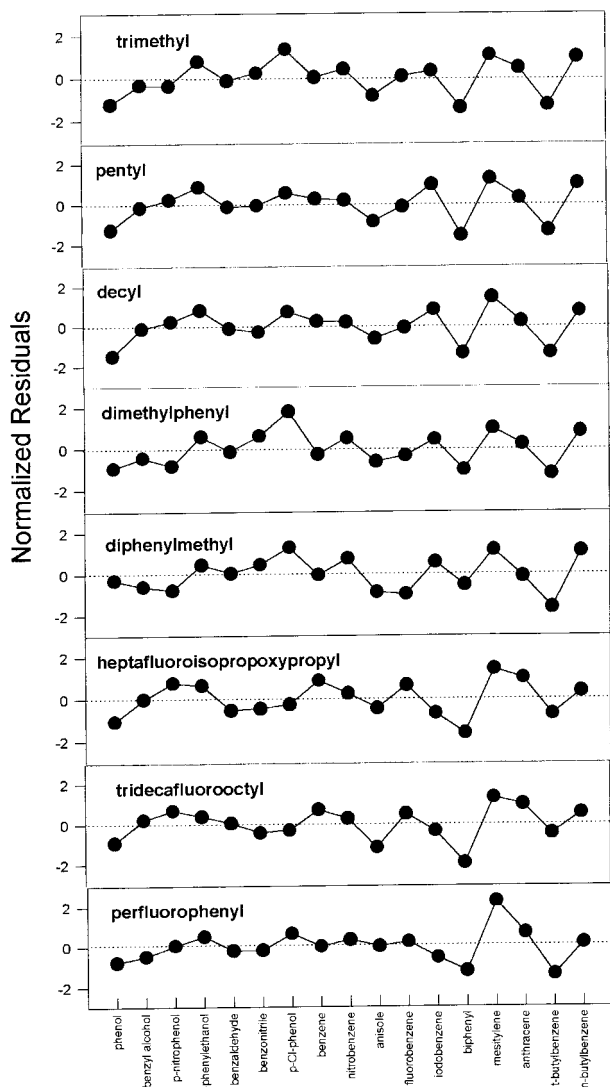 Normalized Residuals
2
0
-2
trimethyl
2
0
-2
pentyl
2
0
-2
decyl
2
0
-2
dimethylphenyl
2
0
-2
diphenylmethyl
2
0
-2
heptafluoroisopropoxypropyl
2
0
-2
tridecafluorooctyl
2
0
-2
perfluorophenyl
phenol
benzyl alcohol
p-nitrophenol
phenylethanol
benzaldehyde
benzonitrile
p-Cl-phenol
benzene
nitrobenzene
anisole
fluorobenzene
iodobenzene
biphenyl
mesitylene
anthracene
t-butylbenzene
n-butylbenzene